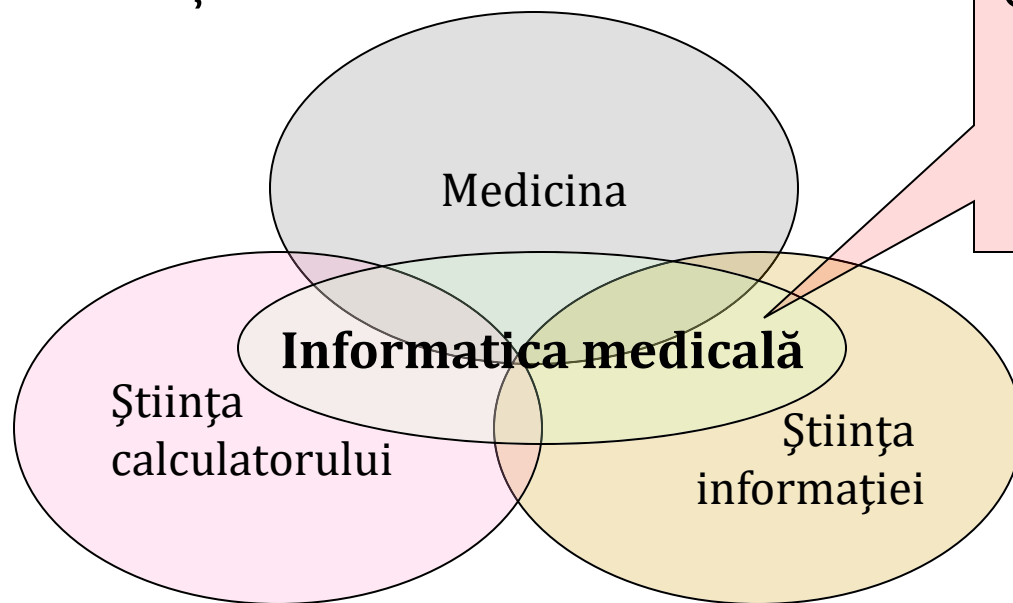 Medicina
Informatica medicală
Ştiinţa
calculatorului
Ştiinţa
informaţiei